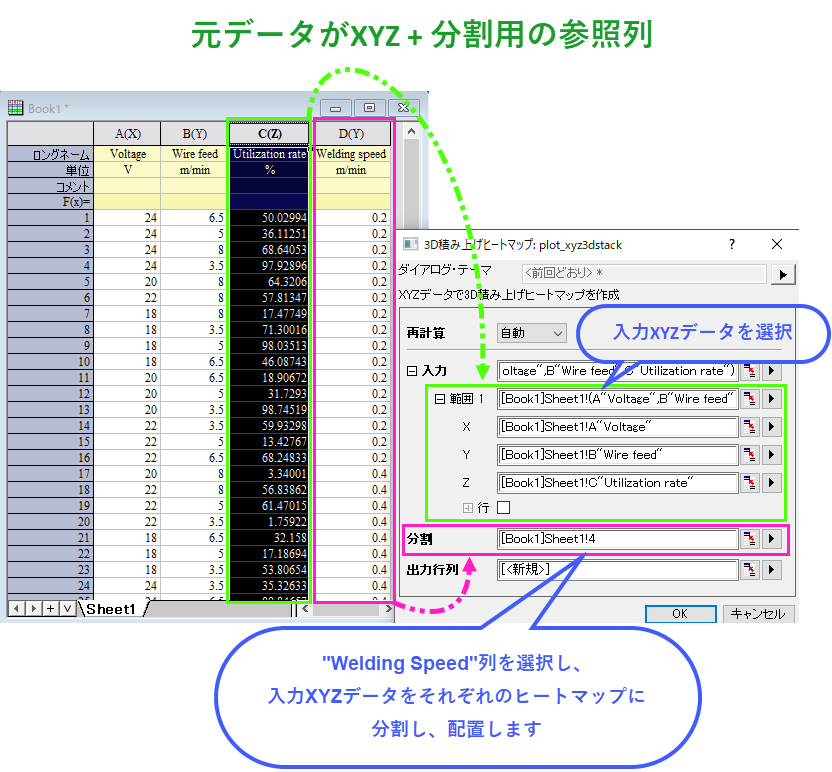 元データがXYZ + 分割用の参照列
Book1 *
A(X) B(Y) C(Z) D(Y)
ロングネーム Voltage Wire feed Utilization rate Welding speed
単位 V m/min % m/min
コメント
F(x)=
1 24 6.5 50.02994 0.2
2 24 5 36.11251 0.2
3 24 8 68.64053 0.2
4 24 3.5 97.92896 0.2
5 20 8 64.3206 0.2
6 22 8 57.81347 0.2
7 18 8 17.47749 0.2
8 18 3.5 71.30016 0.2
9 18 5 98.03513 0.2
10 18 6.5 46.08743 0.2
11 20 6.5 18.90672 0.2
12 20 5 31.7293 0.2
13 20 3.5 98.74519 0.2
14 22 3.5 59.93298 0.2
15 22 5 13.42767 0.2
16 22 6.5 68.24833 0.2
17 20 8 3.34001 0.4
18 22 8 56.83862 0.4
19 22 5 61.47015 0.4
20 22 3.5 1.75922 0.4
21 18 6.5 32.158 0.4
22 18 5 17.18694 0.4
23 18 3.5 53.80654 0.4
24 24 3.5 35.32633 0.4
Sheet1
3D積み上げヒートマップ: plot_xyz3dstack
ダイアログ・テーマ <前回どおり> *
XYZデータで3D積み上げヒートマップを作成
再計算 自動
入力XYZデータを選択
入力 oltage",B"Wire feed",C"Utilization rate")
範囲 1 [Book1]Sheet1!(A"Voltage",B"Wire feed"
X [Book1]Sheet1!A"Voltage"
Y [Book1]Sheet1!B"Wire feed"
Z [Book1]Sheet1!C"Utilization rate"
行
分割 [Book1]Sheet1!4
出力行列 [<新規>]
OK キャンセル
"Welding Speed"列を選択し、
入力XYZデータをそれぞれのヒートマップに
分割し、配置します